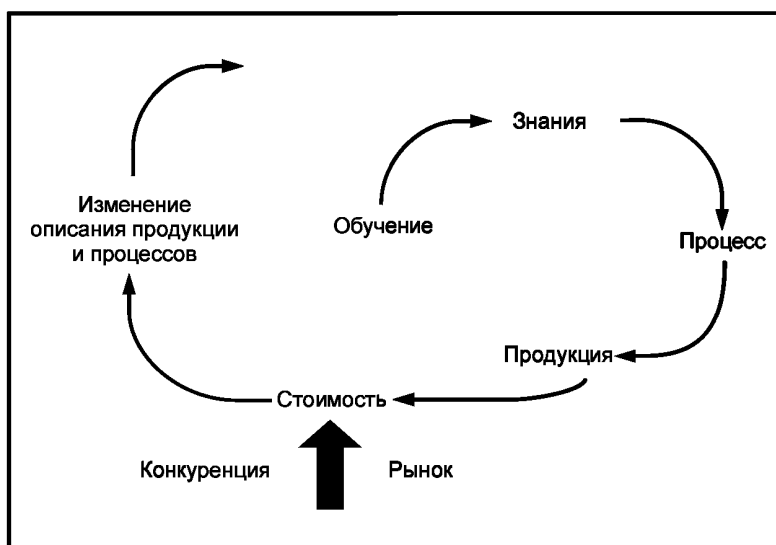 Знания
Изменение
описания продукции
и процессов
Обучение
Процесс
Продукция
Стоимость
Конкуренция
Рынок